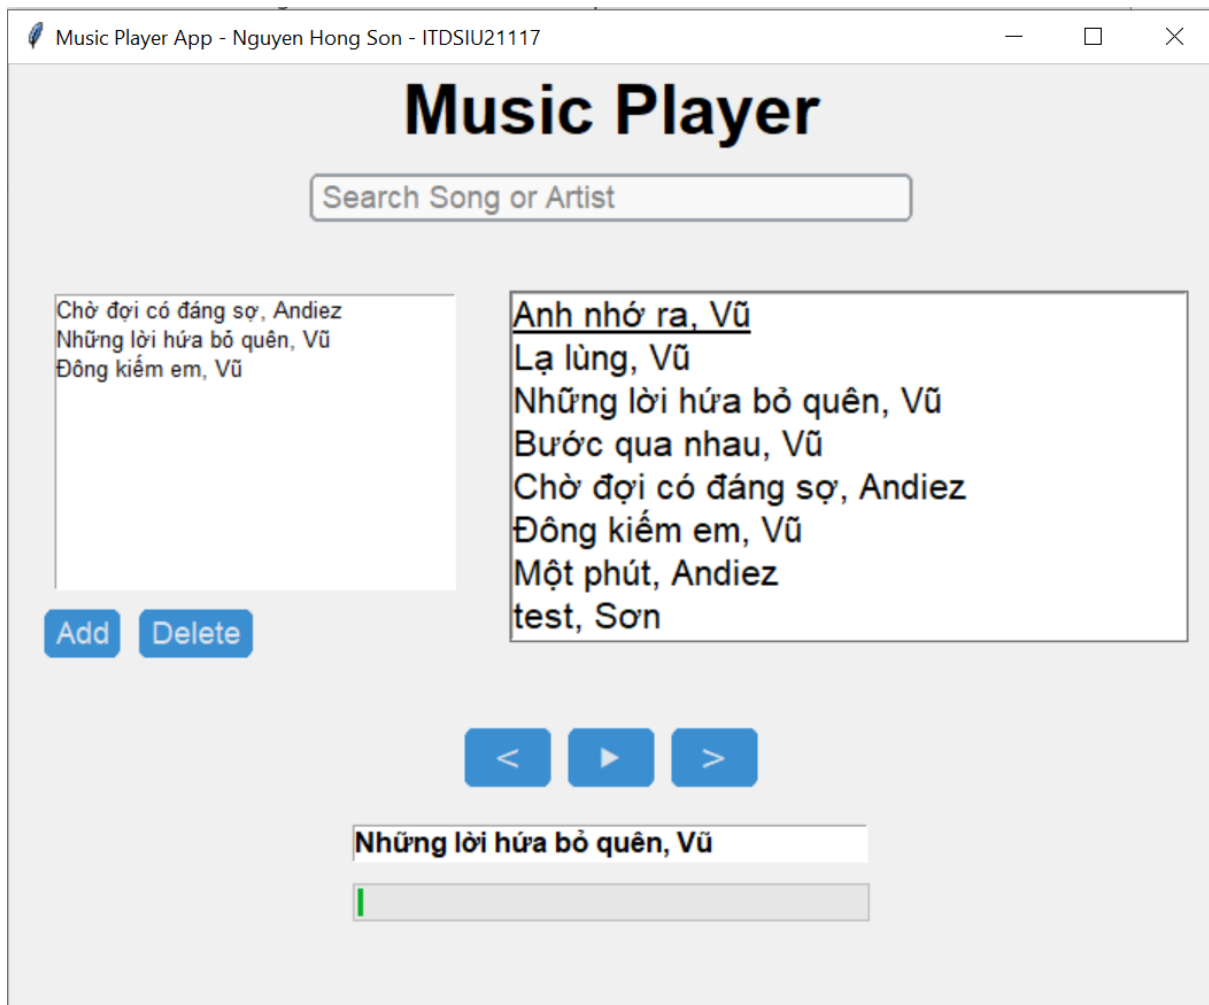 Music Player App - Nguyen Hong Son - ITDSIU21117
Music Player
Search Song or Artist
Chờ đợi có đáng sợ, Andiez
Những lời hứa bỏ quên, Vũ
Đông kiếm em, Vũ
Add
Delete
Anh nhớ ra, Vũ
Lạ lùng, Vũ
Những lời hứa bỏ quên, Vũ
Bước qua nhau, Vũ
Chờ đợi có đáng sợ, Andiez
Đông kiếm em, Vũ
Một phút, Andiez
test, Sơn
< ▶ >
Những lời hứa bỏ quên, Vũ